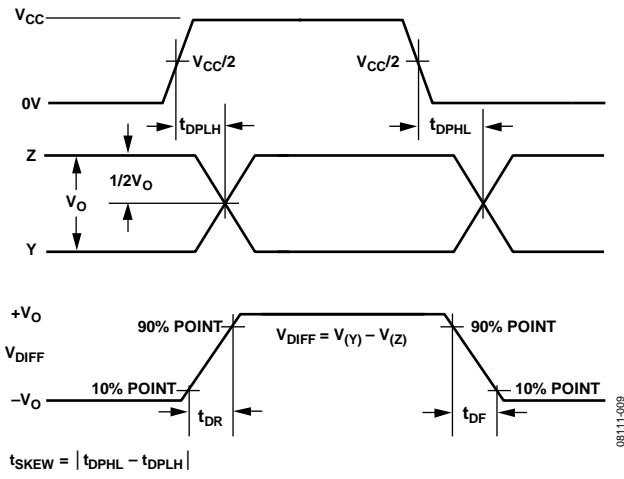 VCC
VCC/2
VCC/2
0V
tDPLH
tDPHL
Z
1/2VO
VO
Y
+VO
90% POINT
VDIFF = V(Y) – V(Z)
90% POINT
VDIFF
10% POINT
10% POINT
–VO
tDR
tDF
tSKEW = |tDPHL – tDPLH|
08111-009